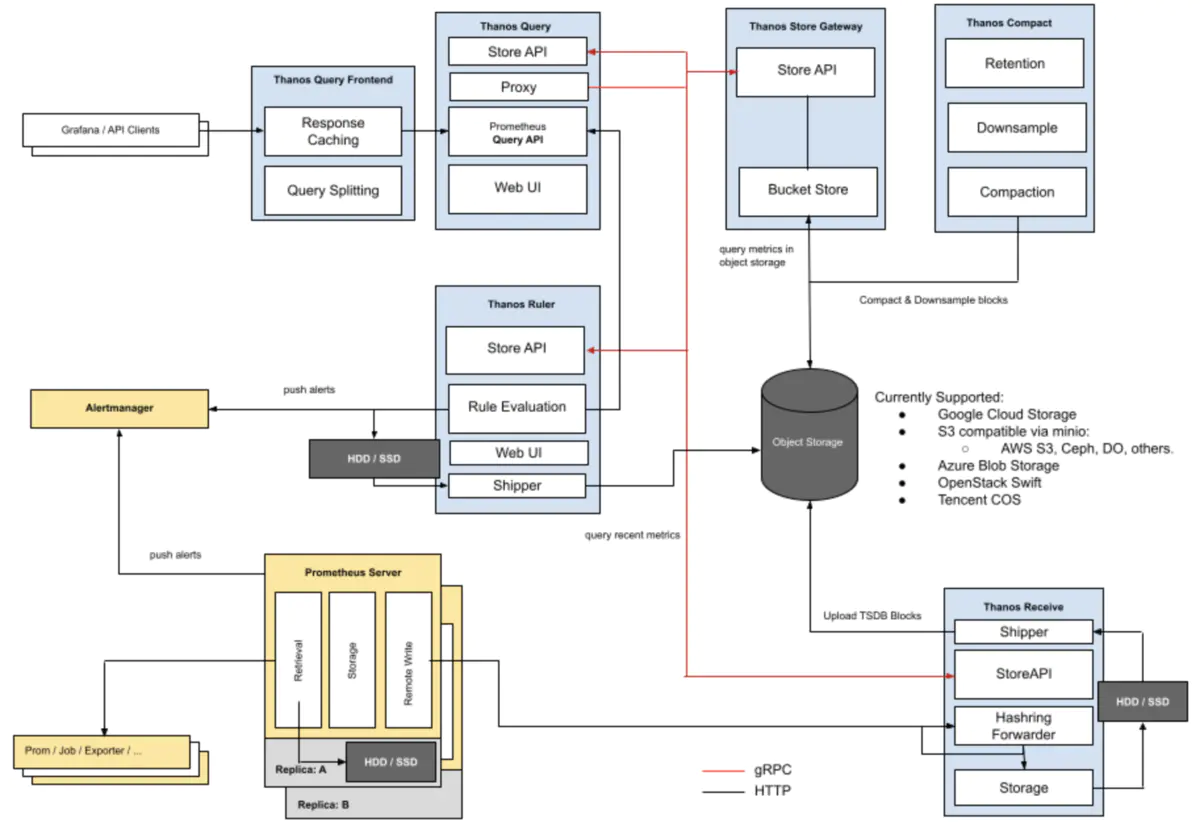 Thanos Query
Store API
Proxy
Prometheus
Query API
Web UI
Thanos Query Frontend
Response
Caching
Query Splitting
Grafana / API Clients
Thanos Store Gateway
Store API
Bucket Store
Thanos Compact
Retention
Downsample
Compaction
query metrics in
object storage
Compact & Downsample blocks
Thanos Ruler
Store API
Rule Evaluation
Web UI
Shipper
push alerts
Alertmanager
HDD / SSD
Object Storage
Currently Supported:
● Google Cloud Storage
● S3 compatible via minio:
○ AWS S3, Ceph, DO, others.
● Azure Blob Storage
● OpenStack Swift
● Tencent COS
query recent metrics
push alerts
Prometheus Server
Retrieval
Storage
Remote Write
Replica: A
HDD / SSD
Replica: B
Prom / Job / Exporter / ...
Upload TSDB Blocks
Thanos Receive
Shipper
StoreAPI
Hashring
Forwarder
Storage
HDD / SSD
gRPC
HTTP